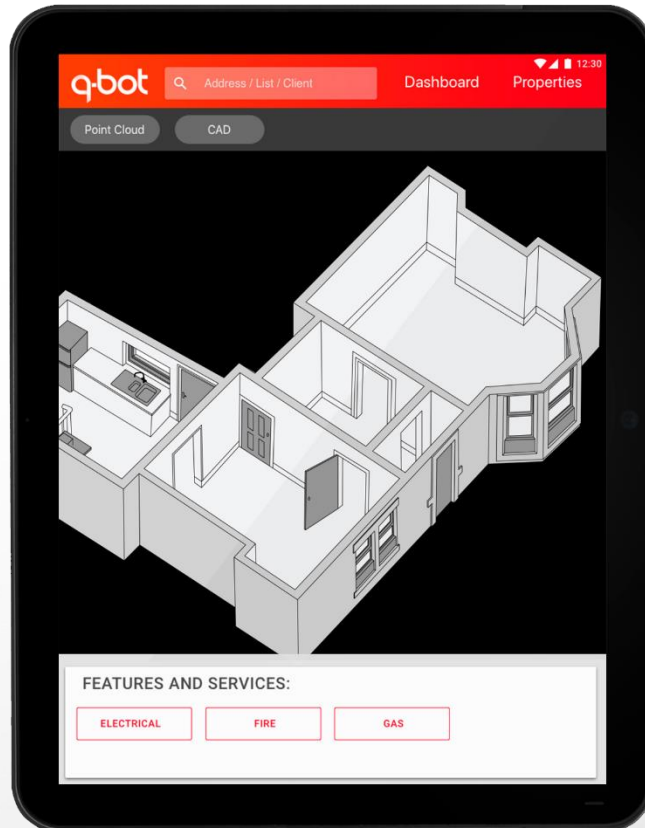 12:30
q-bot Address / List / Client Dashboard Properties
Point Cloud CAD
FEATURES AND SERVICES:
ELECTRICAL FIRE GAS